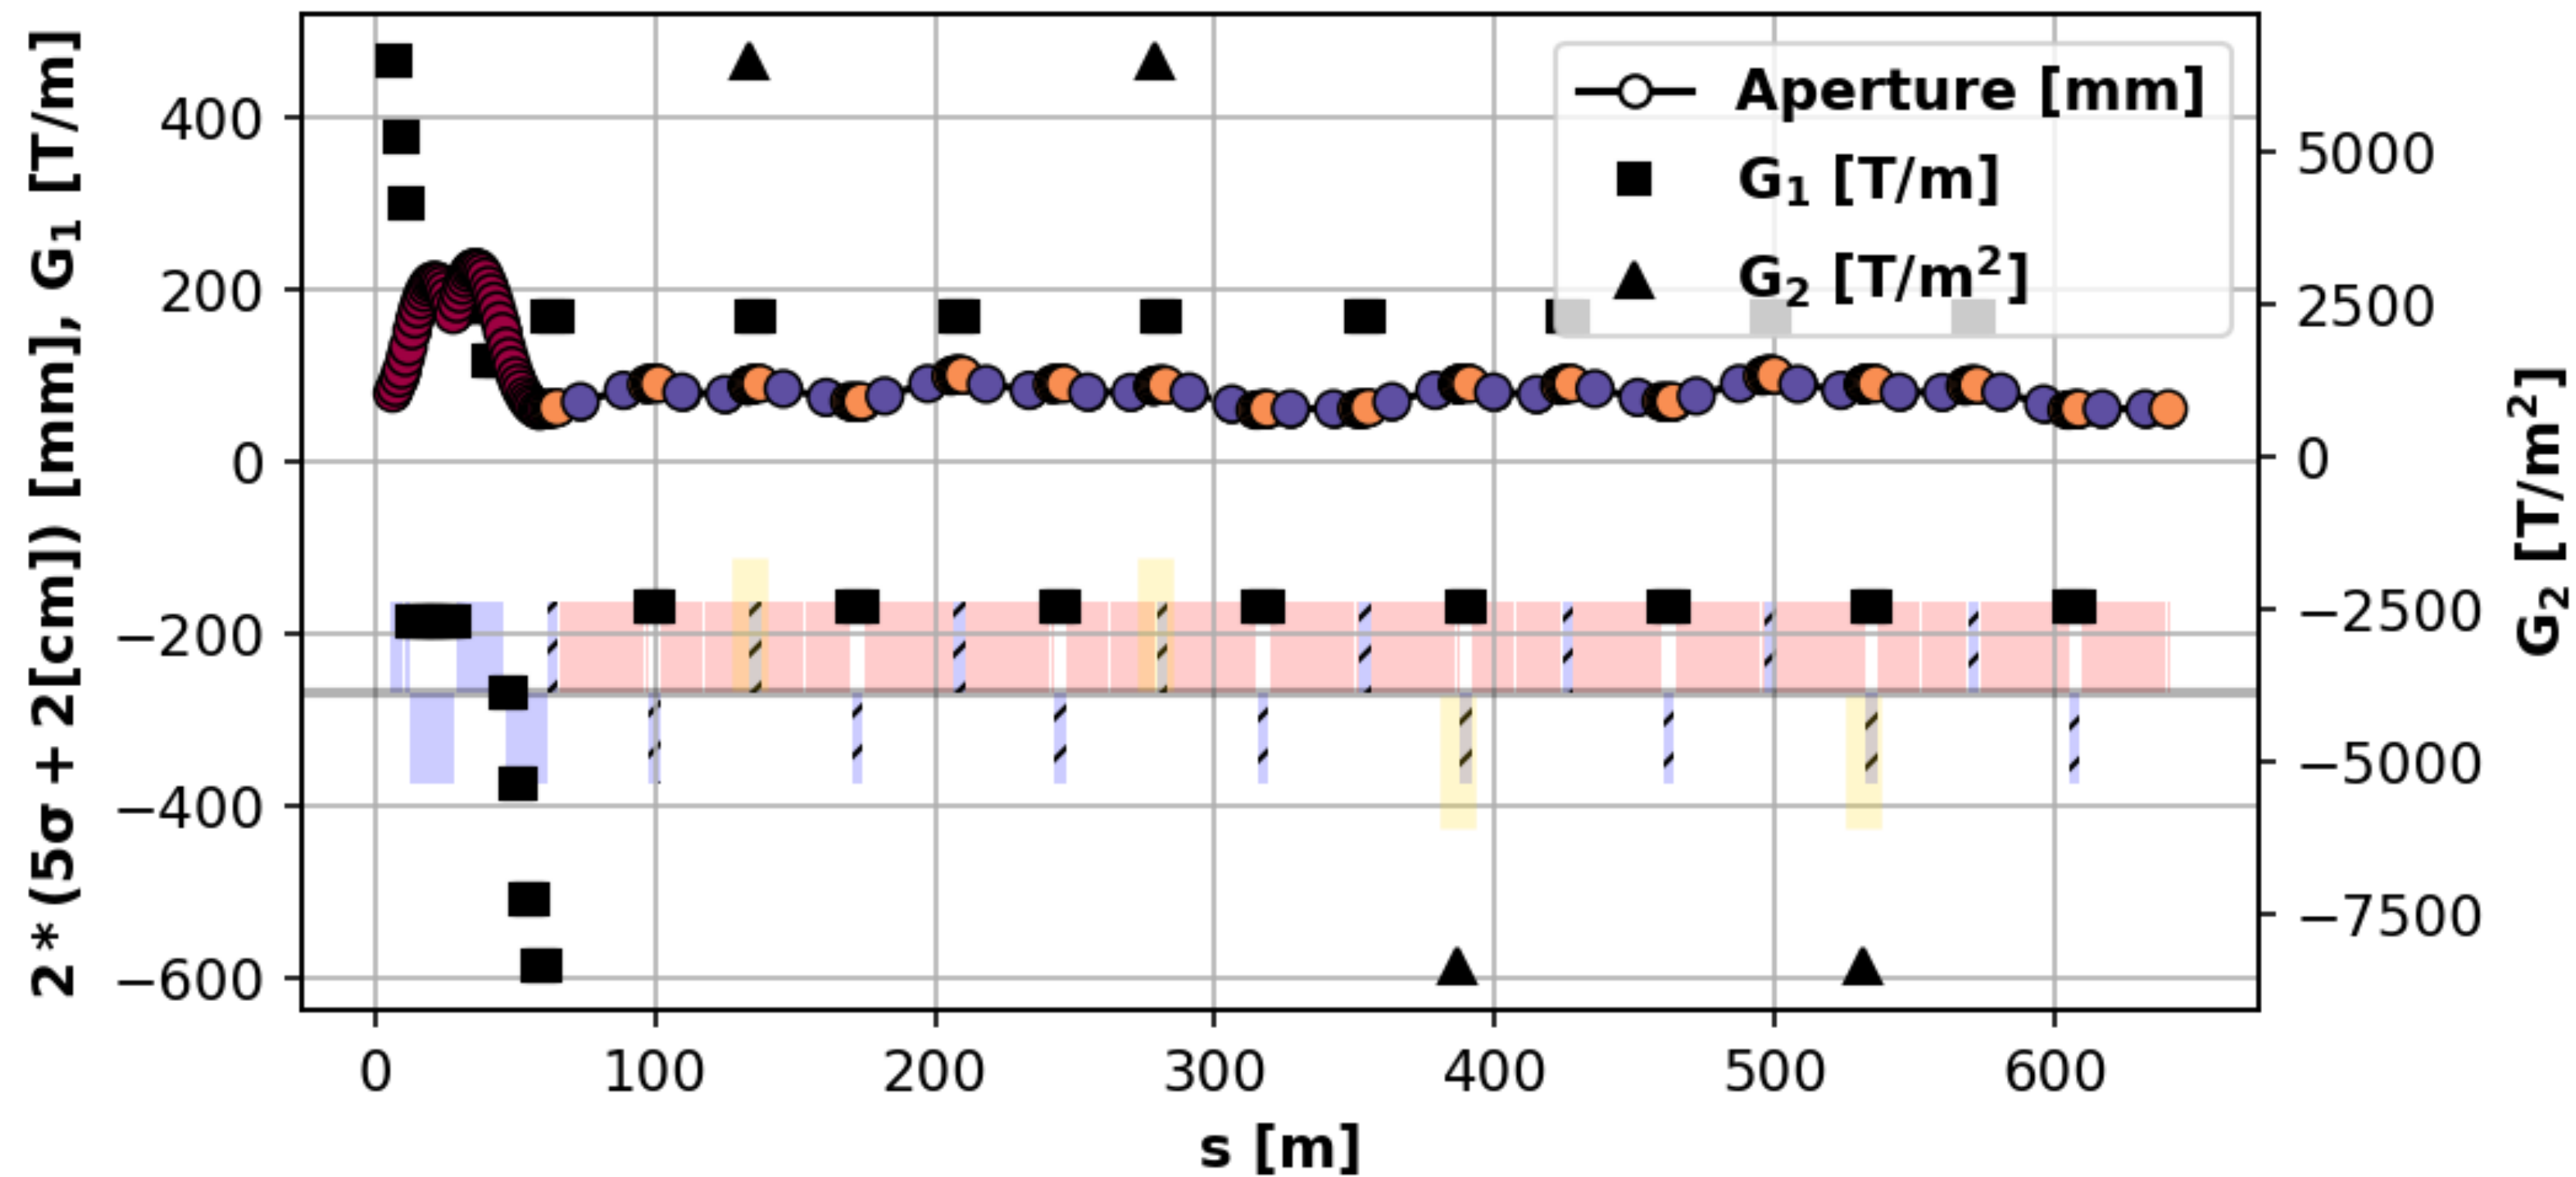 2 * (5σ + 2[cm]) [mm], G₁ [T/m]
400
200
0
−200
−400
−600
Aperture [mm]
G₁ [T/m]
G₂ [T/m²]
5000
2500
0
−2500
−5000
−7500
G₂ [T/m²]
0 100 200 300 400 500 600
s [m]